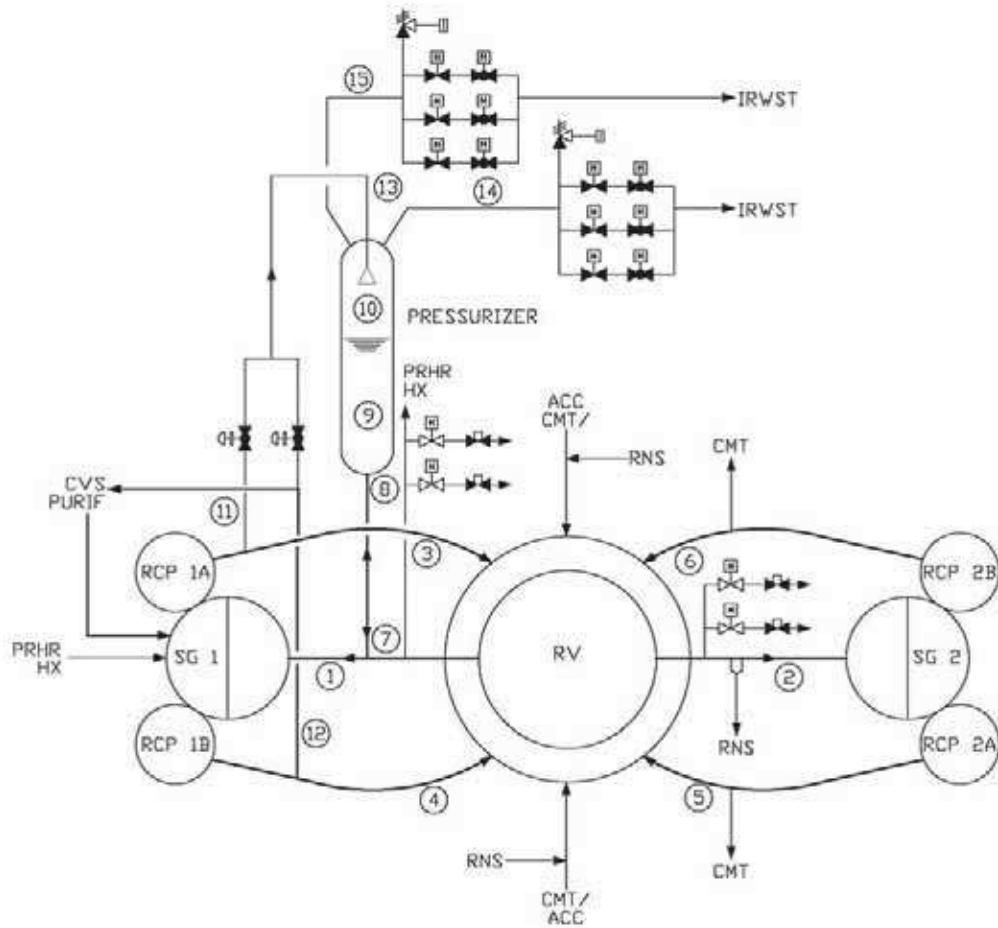 15
IRWST
13
14
IRWST
10
PRESSURIZER
PRHR
HX
9
ACC
CMT/
RNS
CMT
8
CVS
PURIF
11
3
6
RCP 1A
RCP 2B
7
PRHR
HX
SG 1
1
RV
2
SG 2
12
RNS
RCP 1B
RCP 2A
4
5
RNS
CMT
CMT/
ACC